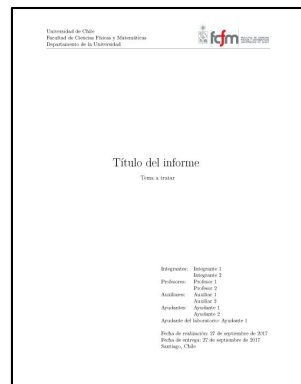 Universidad de Chile
Facultad de Ciencias Físicas y Matemáticas
Departamento de la Universidad
fcfm
Título del informe
Tema a tratar
Integrantes: Integrante 1
Integrante 2
Profesores: Profesor 1
Profesor 2
Auxiliares: Auxiliar 1
Auxiliar 2
Ayudantes: Ayudante 1
Ayudante 2
Ayudante del laboratorio: Ayudante 1
Fecha de realización: 27 de septiembre de 2017
Fecha de entrega: 27 de septiembre de 2017
Santiago, Chile